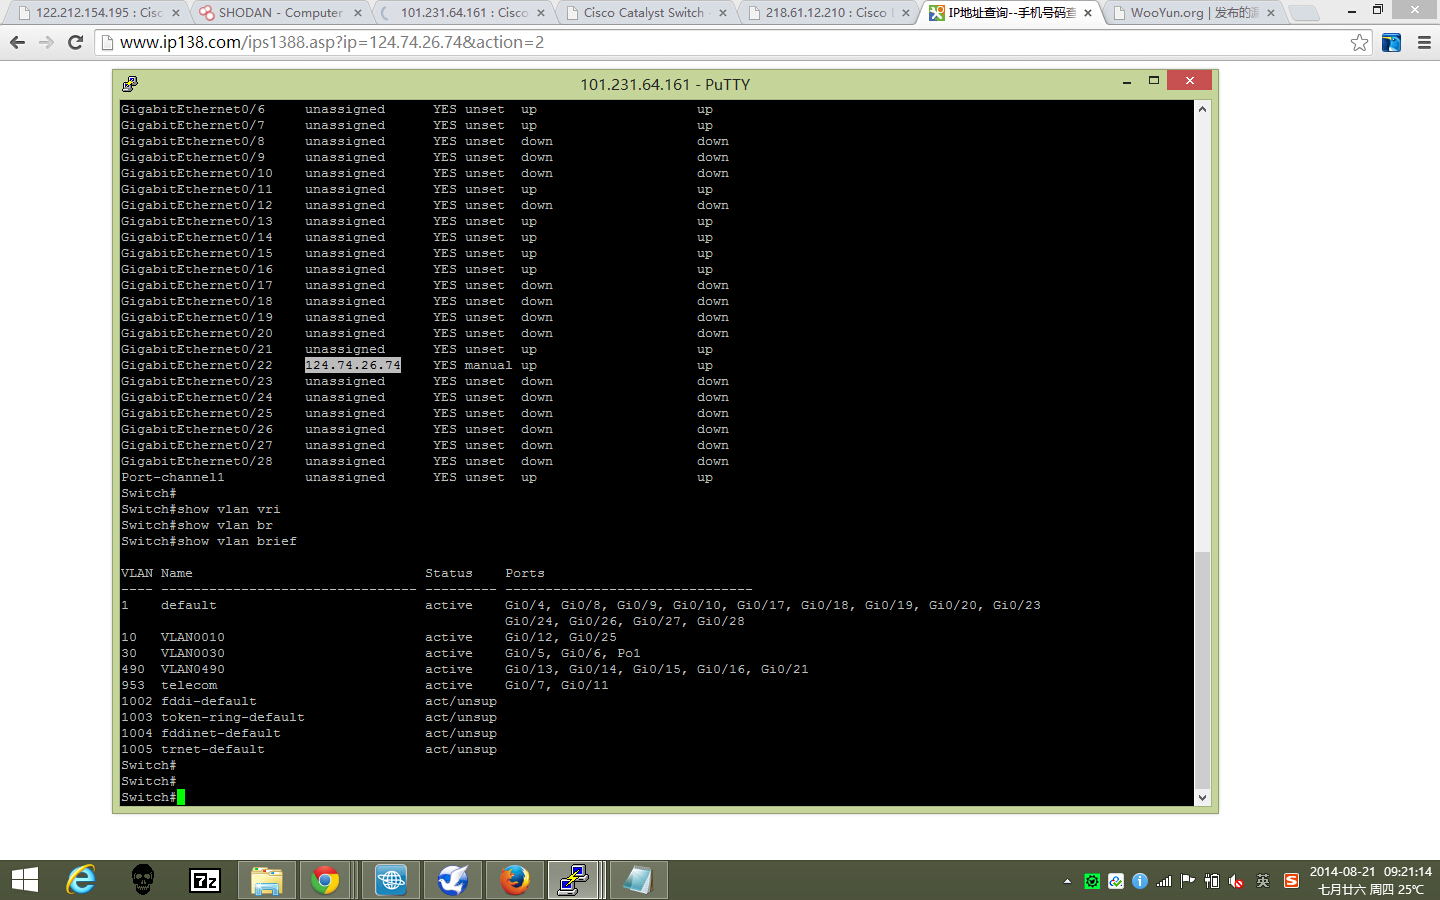 122.212.154.195 : Cisc
SHODAN - Computer
101.231.64.161 : Cisco
Cisco Catalyst Switch
218.61.12.210 : Cisco
IP地址查询--手机号码查
WooYun.org | 发布的漏
www.ip138.com/ips1388.asp?ip=124.74.26.74&action=2
101.231.64.161 - PuTTY
GigabitEthernet0/6 unassigned YES unset up up
GigabitEthernet0/7 unassigned YES unset up up
GigabitEthernet0/8 unassigned YES unset down down
GigabitEthernet0/9 unassigned YES unset down down
GigabitEthernet0/10 unassigned YES unset down down
GigabitEthernet0/11 unassigned YES unset up up
GigabitEthernet0/12 unassigned YES unset down down
GigabitEthernet0/13 unassigned YES unset up up
GigabitEthernet0/14 unassigned YES unset up up
GigabitEthernet0/15 unassigned YES unset up up
GigabitEthernet0/16 unassigned YES unset up up
GigabitEthernet0/17 unassigned YES unset down down
GigabitEthernet0/18 unassigned YES unset down down
GigabitEthernet0/19 unassigned YES unset down down
GigabitEthernet0/20 unassigned YES unset down down
GigabitEthernet0/21 unassigned YES unset up up
GigabitEthernet0/22 124.74.26.74 YES manual up up
GigabitEthernet0/23 unassigned YES unset down down
GigabitEthernet0/24 unassigned YES unset down down
GigabitEthernet0/25 unassigned YES unset down down
GigabitEthernet0/26 unassigned YES unset down down
GigabitEthernet0/27 unassigned YES unset down down
GigabitEthernet0/28 unassigned YES unset down down
Port-channel1 unassigned YES unset up up
Switch#
Switch#show vlan vri
Switch#show vlan br
Switch#show vlan brief
VLAN Name Status Ports
---- -------------------------------- --------- -------------------------------
1 default active Gi0/4, Gi0/8, Gi0/9, Gi0/10, Gi0/17, Gi0/18, Gi0/19, Gi0/20, Gi0/23
Gi0/24, Gi0/26, Gi0/27, Gi0/28
10 VLAN0010 active Gi0/12, Gi0/25
30 VLAN0030 active Gi0/5, Gi0/6, Po1
490 VLAN0490 active Gi0/13, Gi0/14, Gi0/15, Gi0/16, Gi0/21
953 telecom active Gi0/7, Gi0/11
1002 fddi-default act/unsup
1003 token-ring-default act/unsup
1004 fddinet-default act/unsup
1005 trnet-default act/unsup
Switch#
Switch#
Switch#
7z
英
2014-08-21 09:21:14
七月廿六 周四 25℃